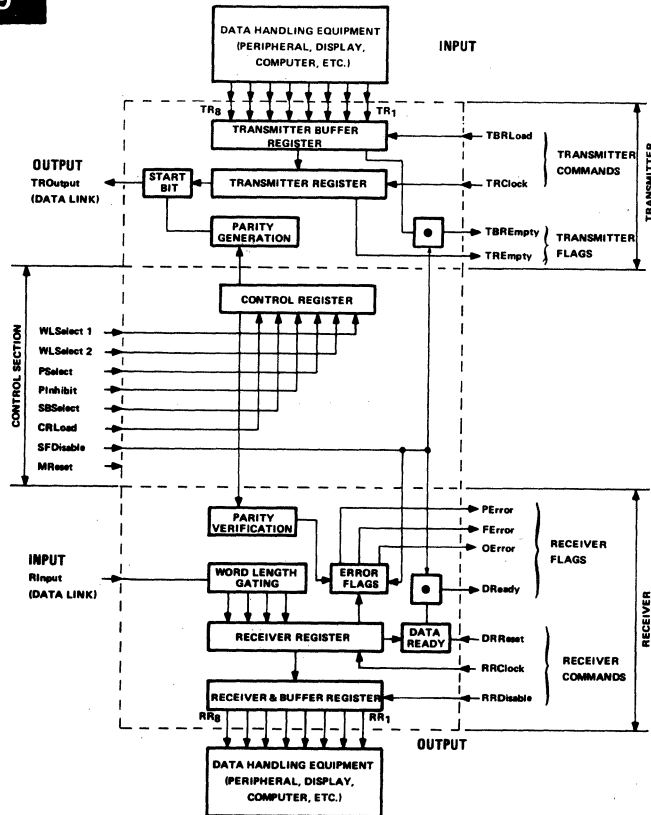 DATA HANDLING EQUIPMENT
(PERIPHERAL, DISPLAY,
COMPUTER, ETC.)
INPUT
TR8
TR1
TRANSMITTER BUFFER
REGISTER
TBRLoad
TRANSMITTER
COMMANDS
OUTPUT
TROutput
(DATA LINK)
START
BIT
TRANSMITTER REGISTER
TRClock
TRANSMITTER
PARITY
GENERATION
TBREmpty
TREmpty
TRANSMITTER
FLAGS
CONTROL REGISTER
CONTROL SECTION
WLSelect 1
WLSelect 2
PSelect
PInhibit
SBSelect
CRLoad
SFDisable
MReset
PARITY
VERIFICATION
PError
FError
OError
RECEIVER
FLAGS
INPUT
RInput
(DATA LINK)
WORD LENGTH
GATING
ERROR
FLAGS
DReady
RECEIVER
RECEIVER REGISTER
DATA
READY
DRReset
RRClock
RRDisable
RECEIVER
COMMANDS
RECEIVER & BUFFER REGISTER
RR8
RR1
OUTPUT
DATA HANDLING EQUIPMENT
(PERIPHERAL, DISPLAY,
COMPUTER, ETC.)